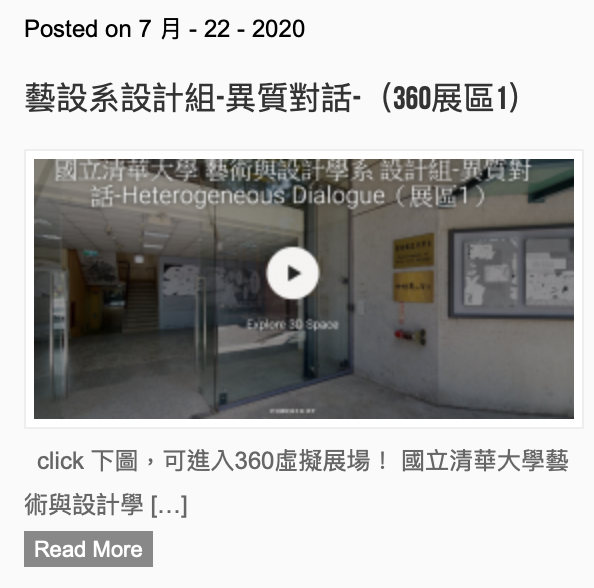 Posted on 7 月 - 22 - 2020
藝設系設計組-異質對話-（360展區1）
國立清華大學 藝術與設計學系 設計組-異質對
話-Heterogeneous Dialogue（展區1）
Explore 3D Space
click 下圖，可進入360虛擬展場！ 國立清華大學藝
術與設計學 […]
Read More